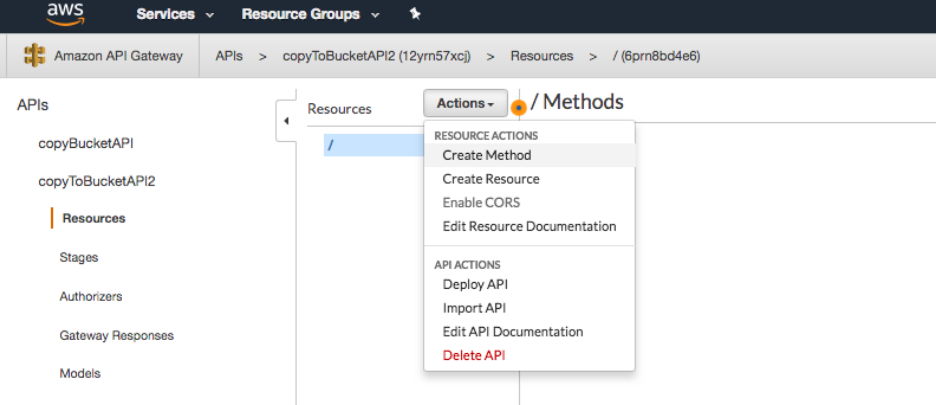 aws
Services
Resource Groups
Amazon API Gateway
APIs > copyToBucketAPI2 (12yrn57xcj) > Resources > / (6prn8bd4e6)
APIs
copyBucketAPI
copyToBucketAPI2
Resources
Stages
Authorizers
Gateway Responses
Models
Resources
/
Actions
/ Methods
RESOURCE ACTIONS
Create Method
Create Resource
Enable CORS
Edit Resource Documentation
API ACTIONS
Deploy API
Import API
Edit API Documentation
Delete API